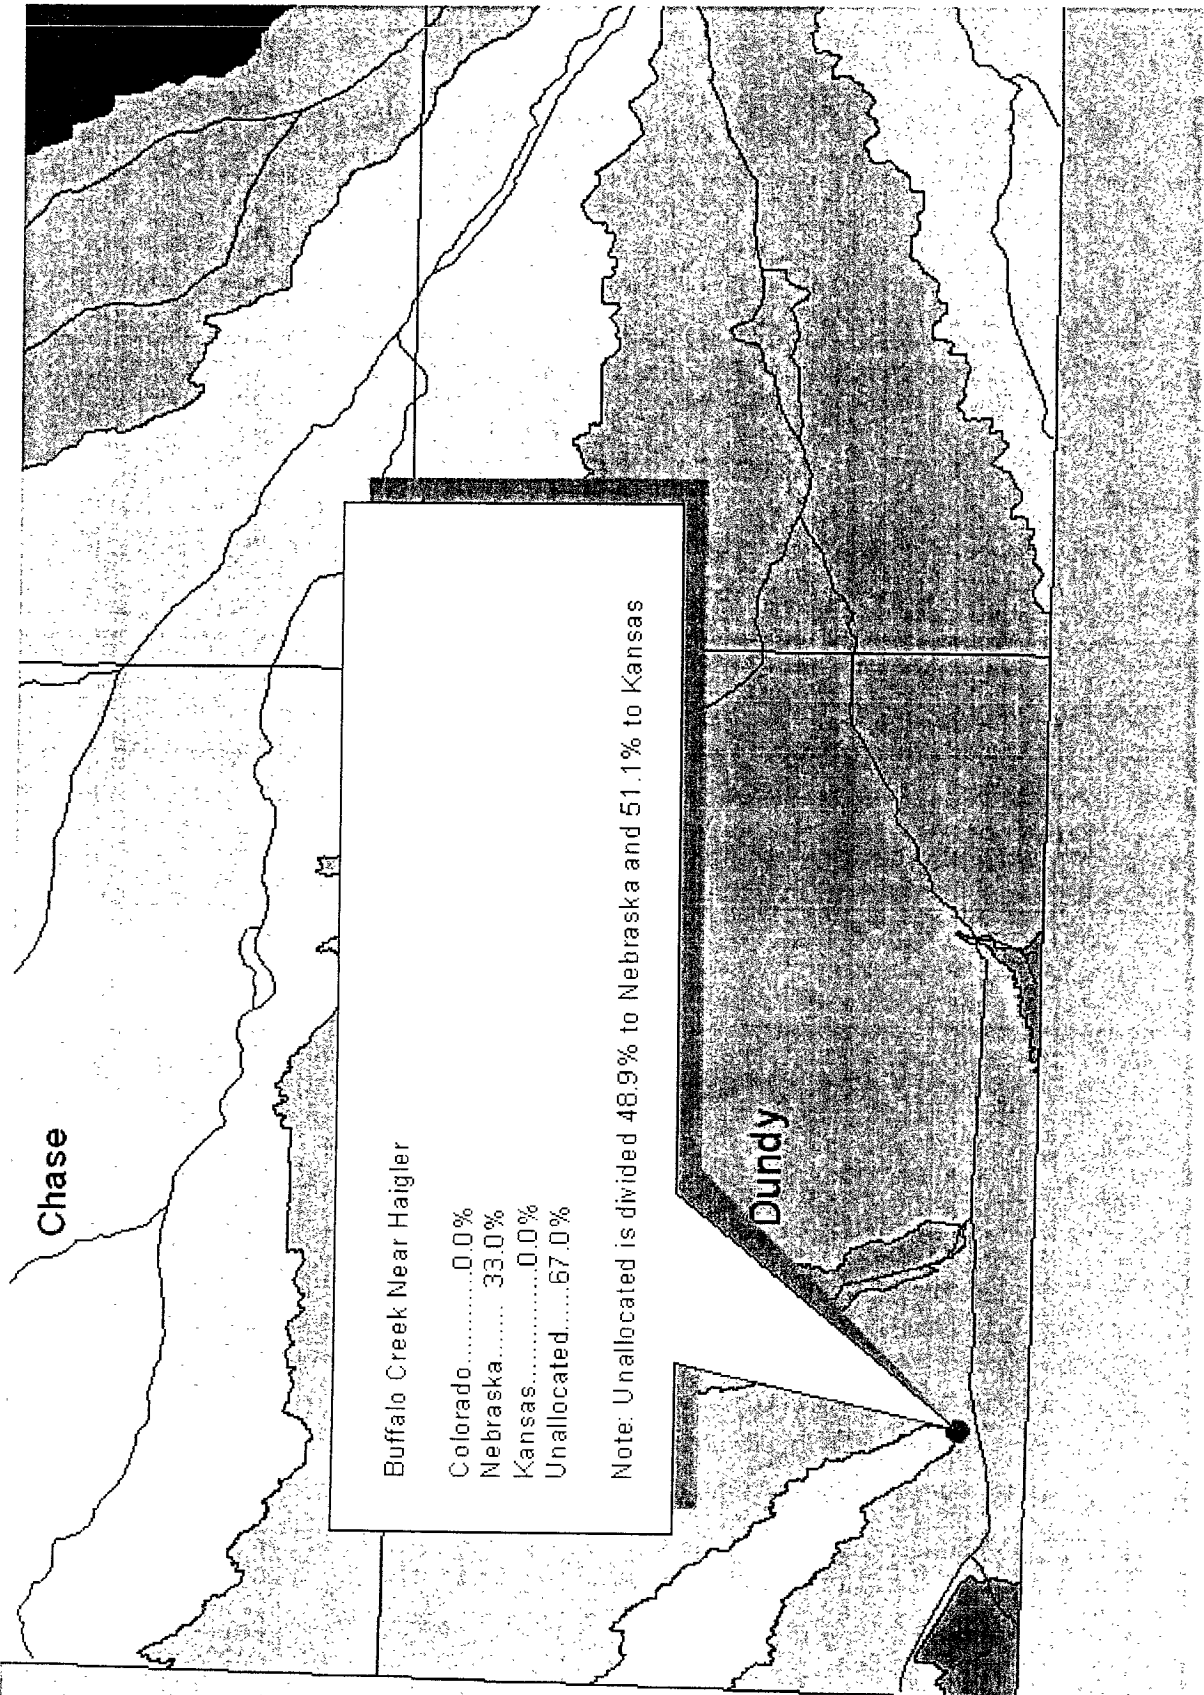 Chase
Buffalo Creek Near Haigler
Colorado............0.0%
Nebraska....... 33.0%
Kansas...............0.0%
Unallocated.....67.0%
Note: Unallocated is divided 48.9% to Nebraska and 51.1% to Kansas
Dundy